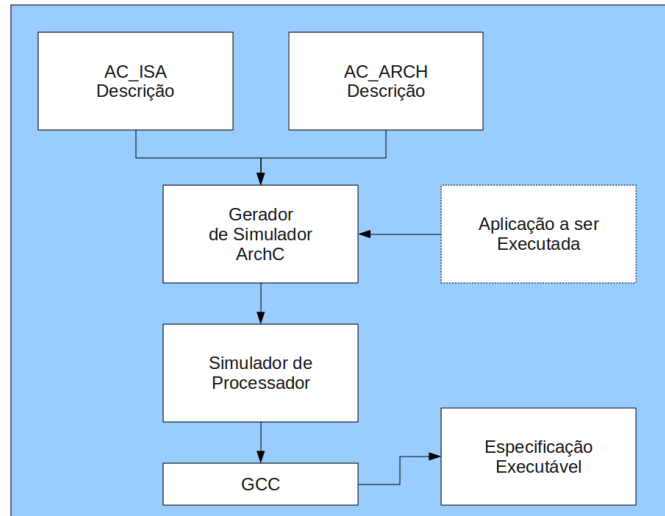 AC_ISA
Descrição
AC_ARCH
Descrição
Gerador
de Simulador
ArchC
Aplicação a ser
Executada
Simulador de
Processador
GCC
Especificação
Executável